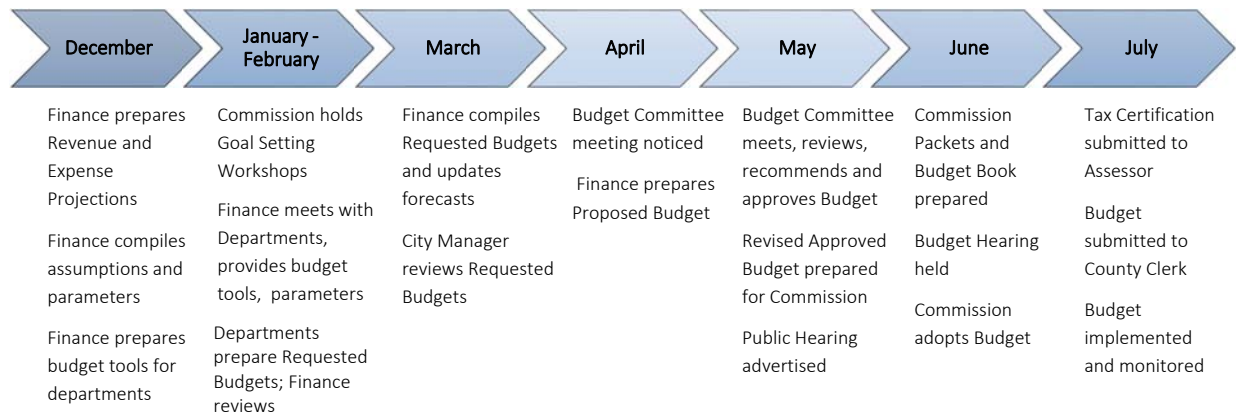 December
Finance prepares
Revenue and
Expense
Projections
Finance compiles
assumptions and
parameters
Finance prepares
budget tools for
departments
January -
February
Commission holds
Goal Setting
Workshops
Finance meets with
Departments,
provides budget
tools,  parameters
Departments
prepare Requested
Budgets; Finance
reviews
March
Finance compiles
Requested Budgets
and updates
forecasts
City Manager
reviews Requested
Budgets
April
Budget Committee
meeting noticed
Finance prepares
Proposed Budget
May
Budget Committee
meets, reviews,
recommends and
approves Budget
Revised Approved
Budget prepared
for Commission
Public Hearing
advertised
June
Commission
Packets and
Budget Book
prepared
Budget Hearing
held
Commission
adopts Budget
July
Tax Certification
submitted to
Assessor
Budget
submitted to
County Clerk
Budget
implemented
and monitored